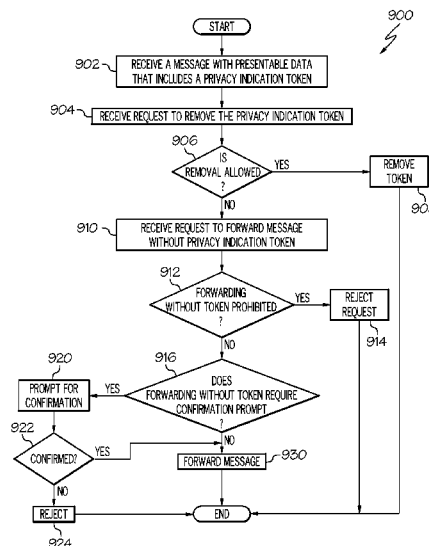 900
START
902
RECEIVE A MESSAGE WITH PRESENTABLE DATA
THAT INCLUDES A PRIVACY INDICATION TOKEN
904
RECEIVE REQUEST TO REMOVE THE PRIVACY INDICATION TOKEN
906
IS
REMOVAL ALLOWED
?
YES
REMOVE
TOKEN
NO
910
RECEIVE REQUEST TO FORWARD MESSAGE
WITHOUT PRIVACY INDICATION TOKEN
912
FORWARDING
WITHOUT TOKEN PROHIBITED
?
YES
REJECT
REQUEST
914
NO
916
DOES
FORWARDING WITHOUT TOKEN REQUIRE
CONFIRMATION PROMPT
?
YES
920
PROMPT FOR
CONFIRMATION
922
CONFIRMED?
YES
NO
FORWARD MESSAGE
930
NO
REJECT
924
END